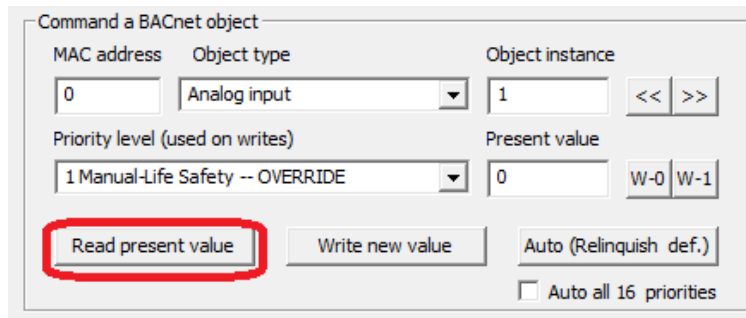 Command a BACnet object
MAC address Object type Object instance
0 Analog input 1 << >>
Priority level (used on writes) Present value
1 Manual-Life Safety -- OVERRIDE 0 W-0 W-1
Read present value Write new value Auto (Relinquish def.)
Auto all 16 priorities